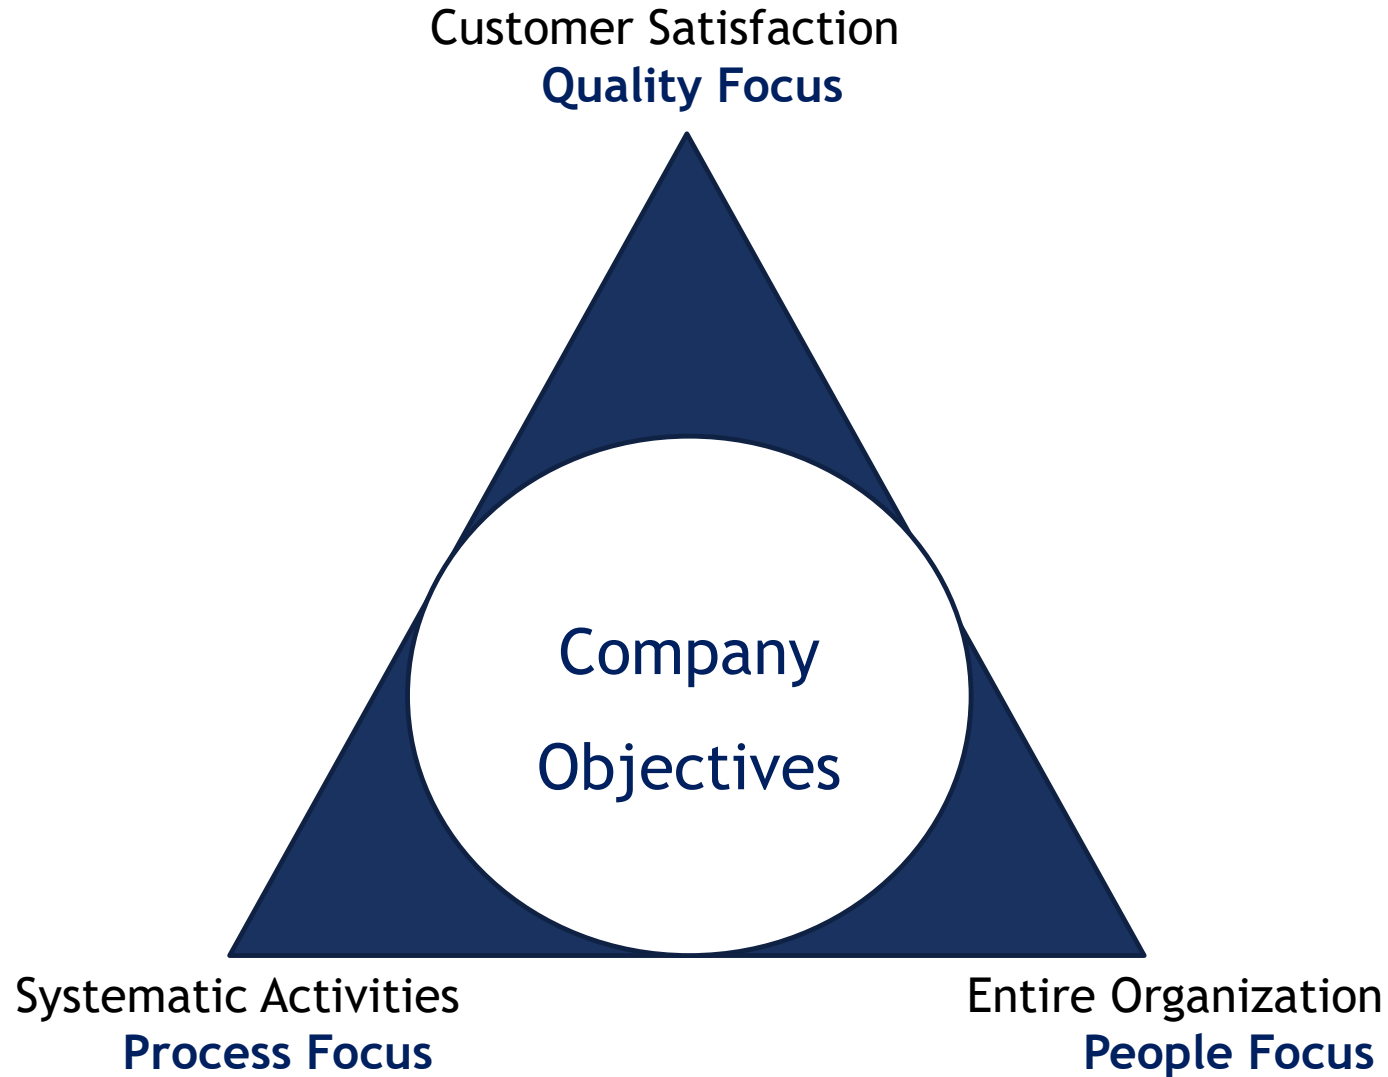 Customer Satisfaction
Quality Focus
Company
Objectives
Systematic Activities
Process Focus
Entire Organization
People Focus